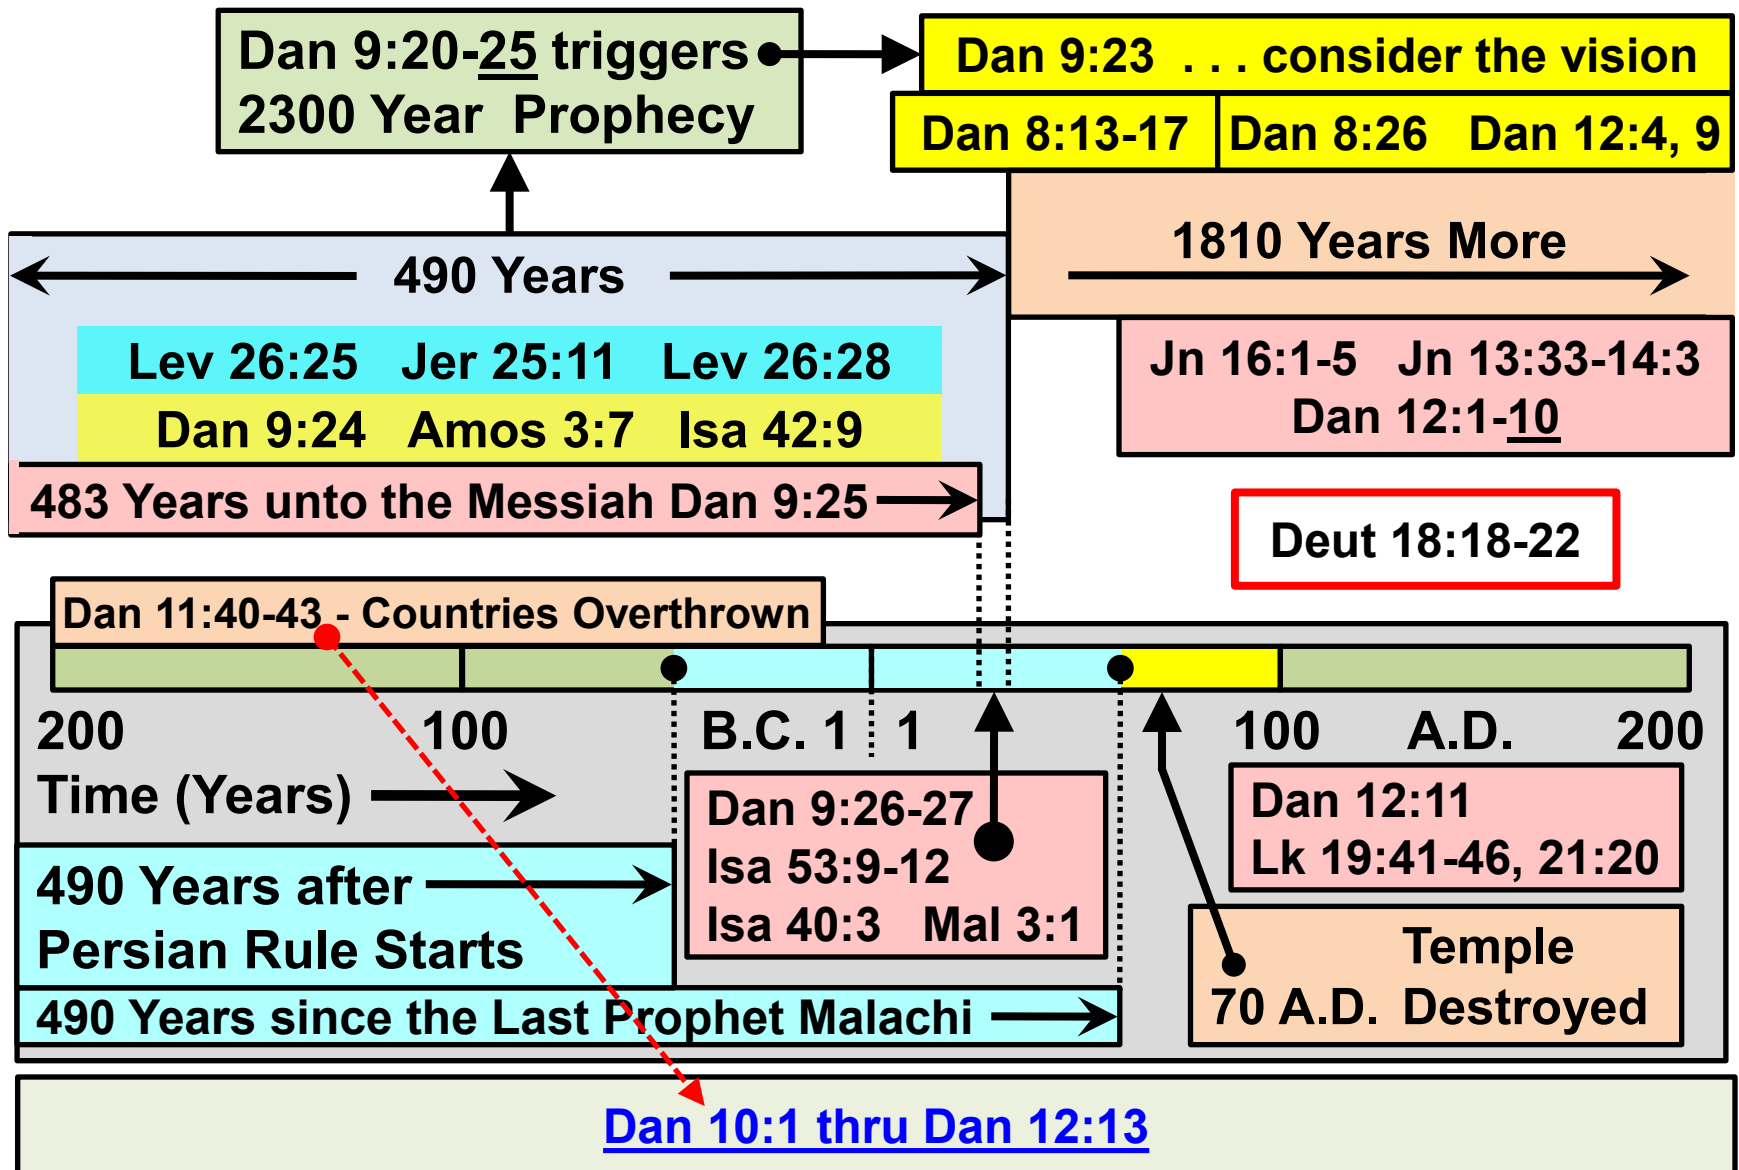 Dan 9:20-25 triggers
2300 Year Prophecy
Dan 9:23 . . . consider the vision
Dan 8:13-17
Dan 8:26 Dan 12:4, 9
1810 Years More
490 Years
Lev 26:25 Jer 25:11 Lev 26:28
Dan 9:24 Amos 3:7 Isa 42:9
483 Years unto the Messiah Dan 9:25
Jn 16:1-5 Jn 13:33-14:3
Dan 12:1-10
Deut 18:18-22
Dan 11:40-43 - Countries Overthrown
200 100 B.C. 1 1 100 A.D. 200
Time (Years)
490 Years after
Persian Rule Starts
490 Years since the Last Prophet Malachi
Dan 9:26-27
Isa 53:9-12
Isa 40:3 Mal 3:1
Dan 12:11
Lk 19:41-46, 21:20
Temple
70 A.D. Destroyed
Dan 10:1 thru Dan 12:13